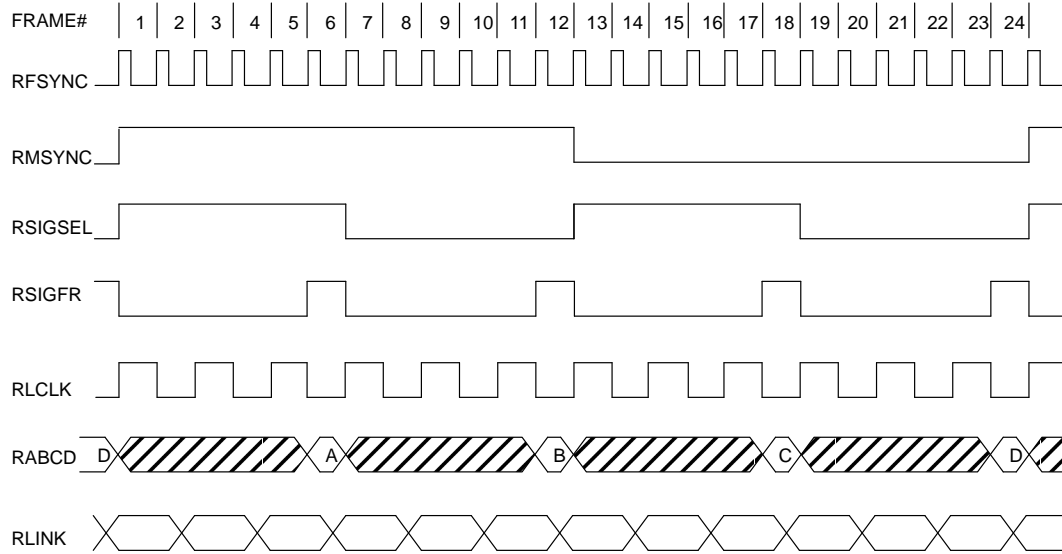 FRAME# 1 2 3 4 5 6 7 8 9 10 11 12 13 14 15 16 17 18 19 20 21 22 23 24
RFSYNC
RMSYNC
RSIGSEL
RSIGFR
RLCLK
RABCD D A B C D
RLINK